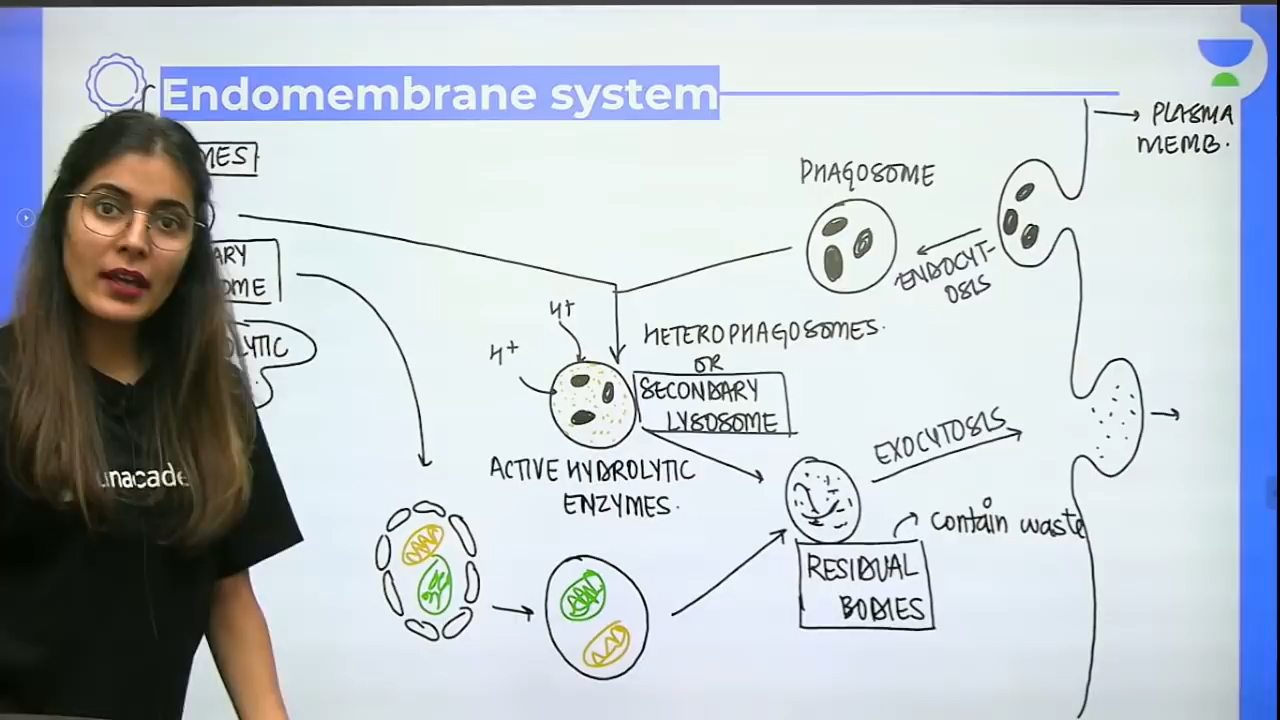 Endomembrane system
PLASMA
MEMB.
PHAGOSOME
ENDOCYT-
OSIS
H+
H+
HETEROPHAGOSOMES.
OR
SECONDARY
LYSOSOME
ACTIVE HYDROLYTIC
ENZYMES.
EXOCYTOSIS
contain waste
RESIDUAL
BODIES
MES
ARY
OME
OLYTIC
unacade